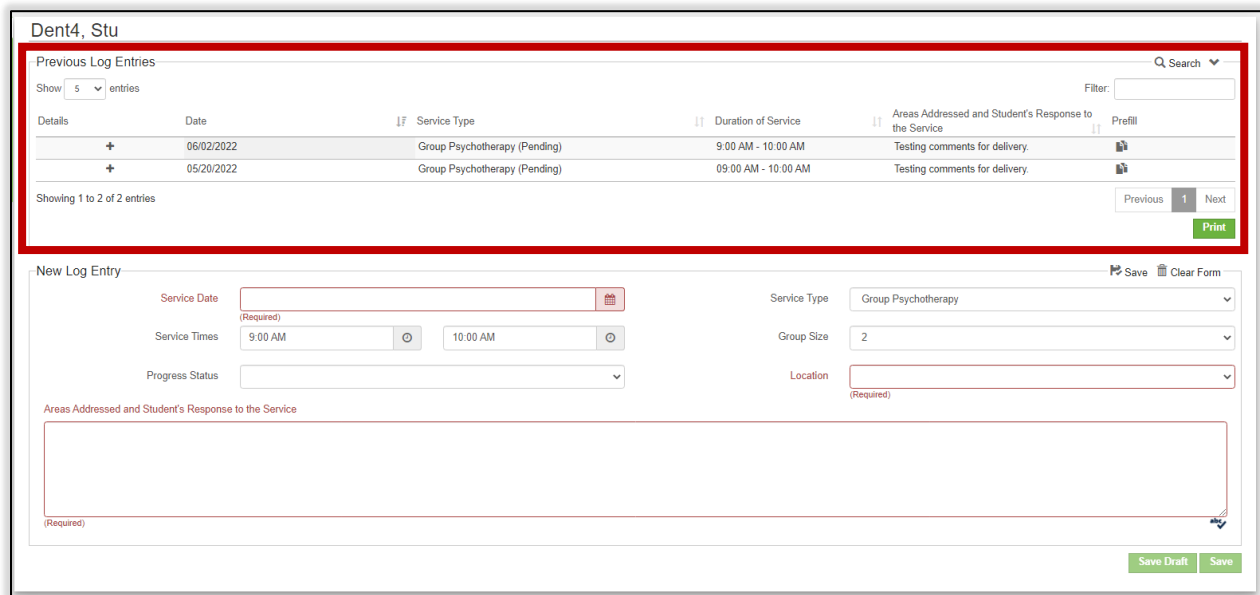 Dent4, Stu
Previous Log Entries Search
Show 5 entries Filter:
Details Date Service Type Duration of Service Areas Addressed and Student's Response to the Service Prefill
+ 06/02/2022 Group Psychotherapy (Pending) 9:00 AM - 10:00 AM Testing comments for delivery.
+ 05/20/2022 Group Psychotherapy (Pending) 09:00 AM - 10:00 AM Testing comments for delivery.
Showing 1 to 2 of 2 entries Previous 1 Next
Print
New Log Entry Save Clear Form
Service Date Service Type Group Psychotherapy
(Required)
Service Times 9:00 AM 10:00 AM Group Size 2
Progress Status Location
(Required)
Areas Addressed and Student's Response to the Service
(Required) abc
Save Draft Save